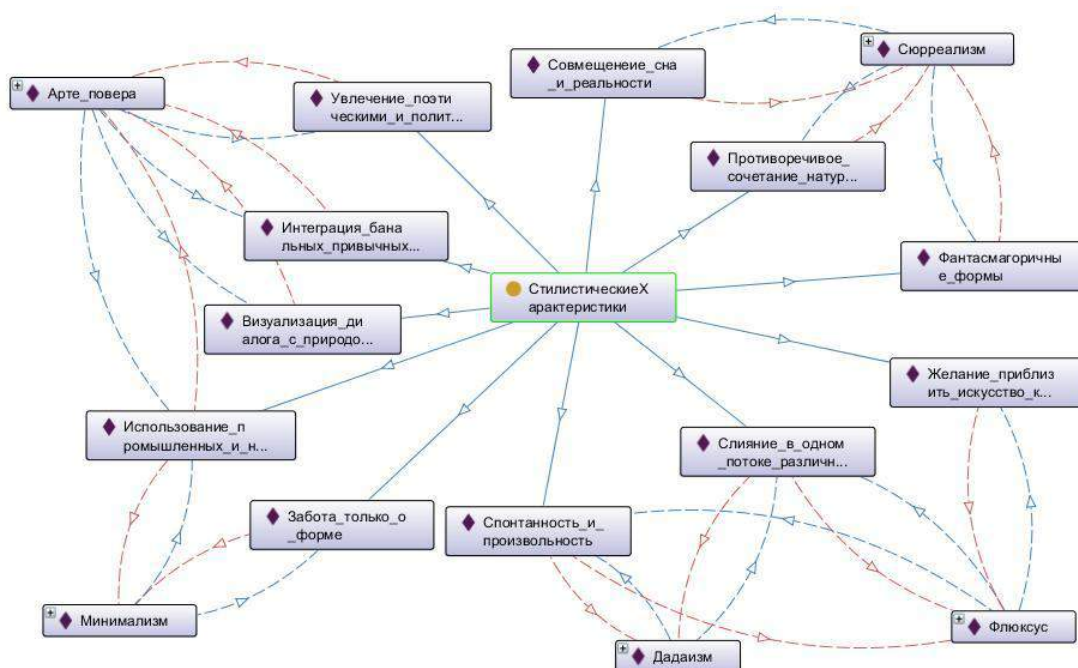 Сюрреализм
Совмещенеие_сна
_и_реальности
Арте_повера
Увлечение_поэти
ческими_и_полит...
Противоречивое_
сочетание_натур...
Интеграция_бана
льных_привычных...
Фантасмагоричны
е_формы
СтилистическиеХ
арактеристики
Визуализация_ди
алога_с_природо...
Желание_приблиз
ить_искусство_к...
Использование_п
ромышленных_и_н...
Слияние_в_одном
_потоке_различн...
Забота_только_о
_форме
Спонтанность_и_
произвольность
Минимализм
Флюксус
Дадаизм